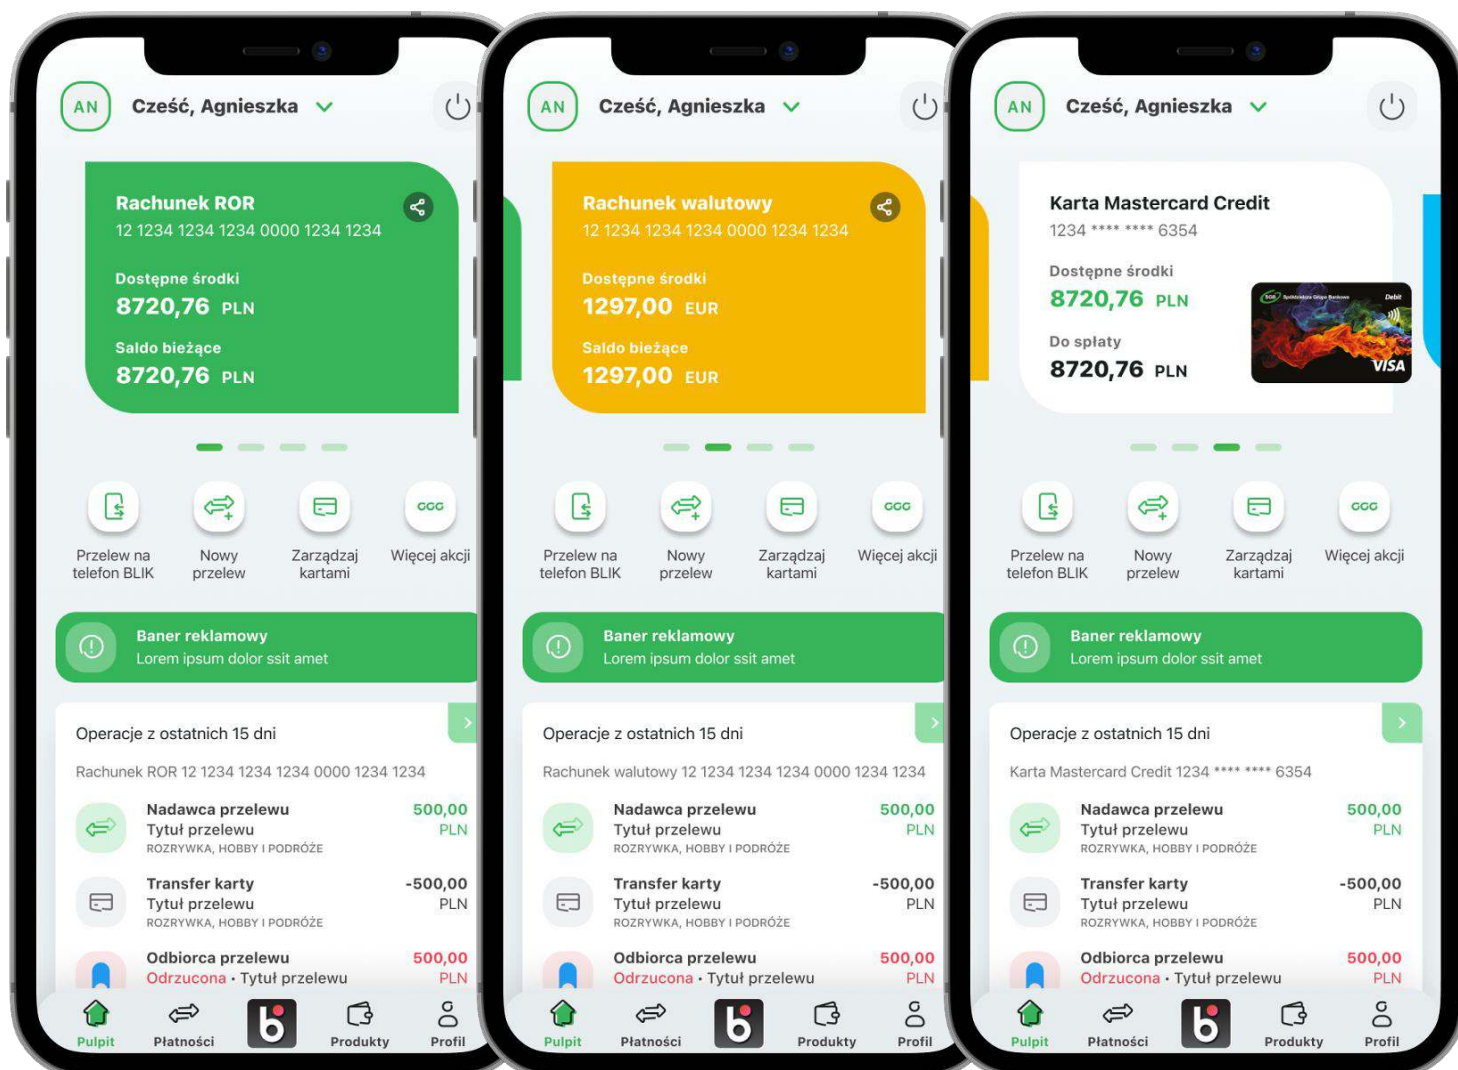 AN
Cześć, Agnieszka
Rachunek ROR
12 1234 1234 1234 0000 1234 1234
Dostępne środki
8720,76 PLN
Saldo bieżące
8720,76 PLN
Przelew na
telefon BLIK
Nowy
przelew
Zarządzaj
kartami
Więcej akcji
Baner reklamowy
Lorem ipsum dolor ssit amet
Operacje z ostatnich 15 dni
Rachunek ROR 12 1234 1234 1234 0000 1234 1234
Nadawca przelewu 500,00
Tytuł przelewu PLN
ROZRYWKA, HOBBY I PODRÓŻE
Transfer karty -500,00
Tytuł przelewu PLN
ROZRYWKA, HOBBY I PODRÓŻE
Odbiorca przelewu 500,00
Odrzucona • Tytuł przelewu PLN
Pulpit Płatności b Produkty Profil
AN
Cześć, Agnieszka
Rachunek walutowy
12 1234 1234 1234 0000 1234 1234
Dostępne środki
1297,00 EUR
Saldo bieżące
1297,00 EUR
Przelew na
telefon BLIK
Nowy
przelew
Zarządzaj
kartami
Więcej akcji
Baner reklamowy
Lorem ipsum dolor ssit amet
Operacje z ostatnich 15 dni
Rachunek walutowy 12 1234 1234 1234 0000 1234 1234
Nadawca przelewu 500,00
Tytuł przelewu PLN
ROZRYWKA, HOBBY I PODRÓŻE
Transfer karty -500,00
Tytuł przelewu PLN
ROZRYWKA, HOBBY I PODRÓŻE
Odbiorca przelewu 500,00
Odrzucona • Tytuł przelewu PLN
Pulpit Płatności b Produkty Profil
AN
Cześć, Agnieszka
Karta Mastercard Credit
1234 **** **** 6354
Dostępne środki
8720,76 PLN
Do spłaty
8720,76 PLN
SGB Spółdzielcza Grupa Bankowa Debit
VISA
Przelew na
telefon BLIK
Nowy
przelew
Zarządzaj
kartami
Więcej akcji
Baner reklamowy
Lorem ipsum dolor ssit amet
Operacje z ostatnich 15 dni
Karta Mastercard Credit 1234 **** **** 6354
Nadawca przelewu 500,00
Tytuł przelewu PLN
ROZRYWKA, HOBBY I PODRÓŻE
Transfer karty -500,00
Tytuł przelewu PLN
ROZRYWKA, HOBBY I PODRÓŻE
Odbiorca przelewu 500,00
Odrzucona • Tytuł przelewu PLN
Pulpit Płatności b Produkty Profil